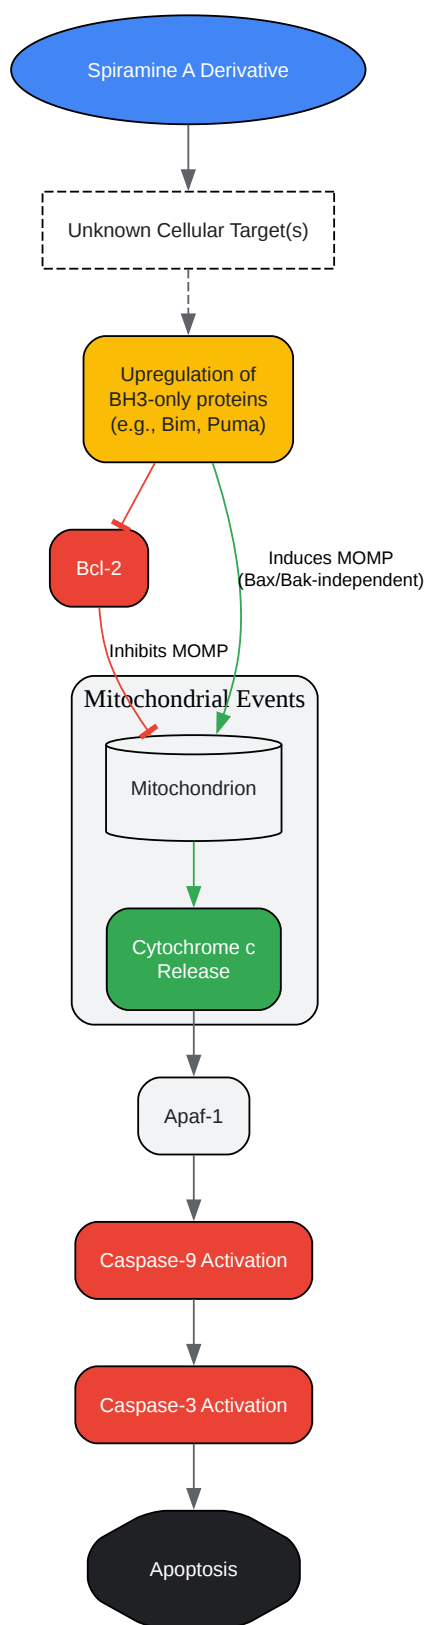 Spiramine A Derivative
Unknown Cellular Target(s)
Upregulation of
BH3-only proteins
(e.g., Bim, Puma)
Bcl-2
Induces MOMP
(Bax/Bak-independent)
Inhibits MOMP
Mitochondrial Events
Mitochondrion
Cytochrome c
Release
Apaf-1
Caspase-9 Activation
Caspase-3 Activation
Apoptosis